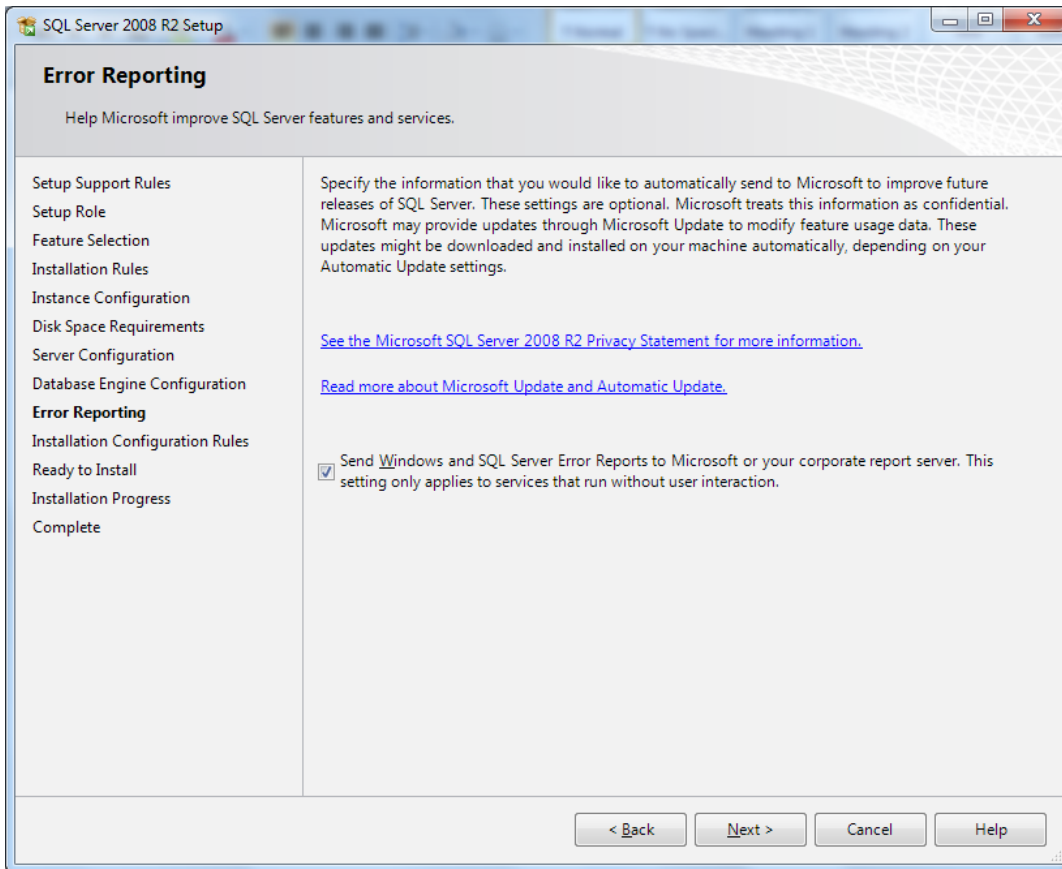 SQL Server 2008 R2 Setup
Error Reporting
Help Microsoft improve SQL Server features and services.
Setup Support Rules
Setup Role
Feature Selection
Installation Rules
Instance Configuration
Disk Space Requirements
Server Configuration
Database Engine Configuration
Error Reporting
Installation Configuration Rules
Ready to Install
Installation Progress
Complete
Specify the information that you would like to automatically send to Microsoft to improve future
releases of SQL Server. These settings are optional. Microsoft treats this information as confidential.
Microsoft may provide updates through Microsoft Update to modify feature usage data. These
updates might be downloaded and installed on your machine automatically, depending on your
Automatic Update settings.
See the Microsoft SQL Server 2008 R2 Privacy Statement for more information.
Read more about Microsoft Update and Automatic Update.
Send Windows and SQL Server Error Reports to Microsoft or your corporate report server. This
setting only applies to services that run without user interaction.
< Back
Next >
Cancel
Help